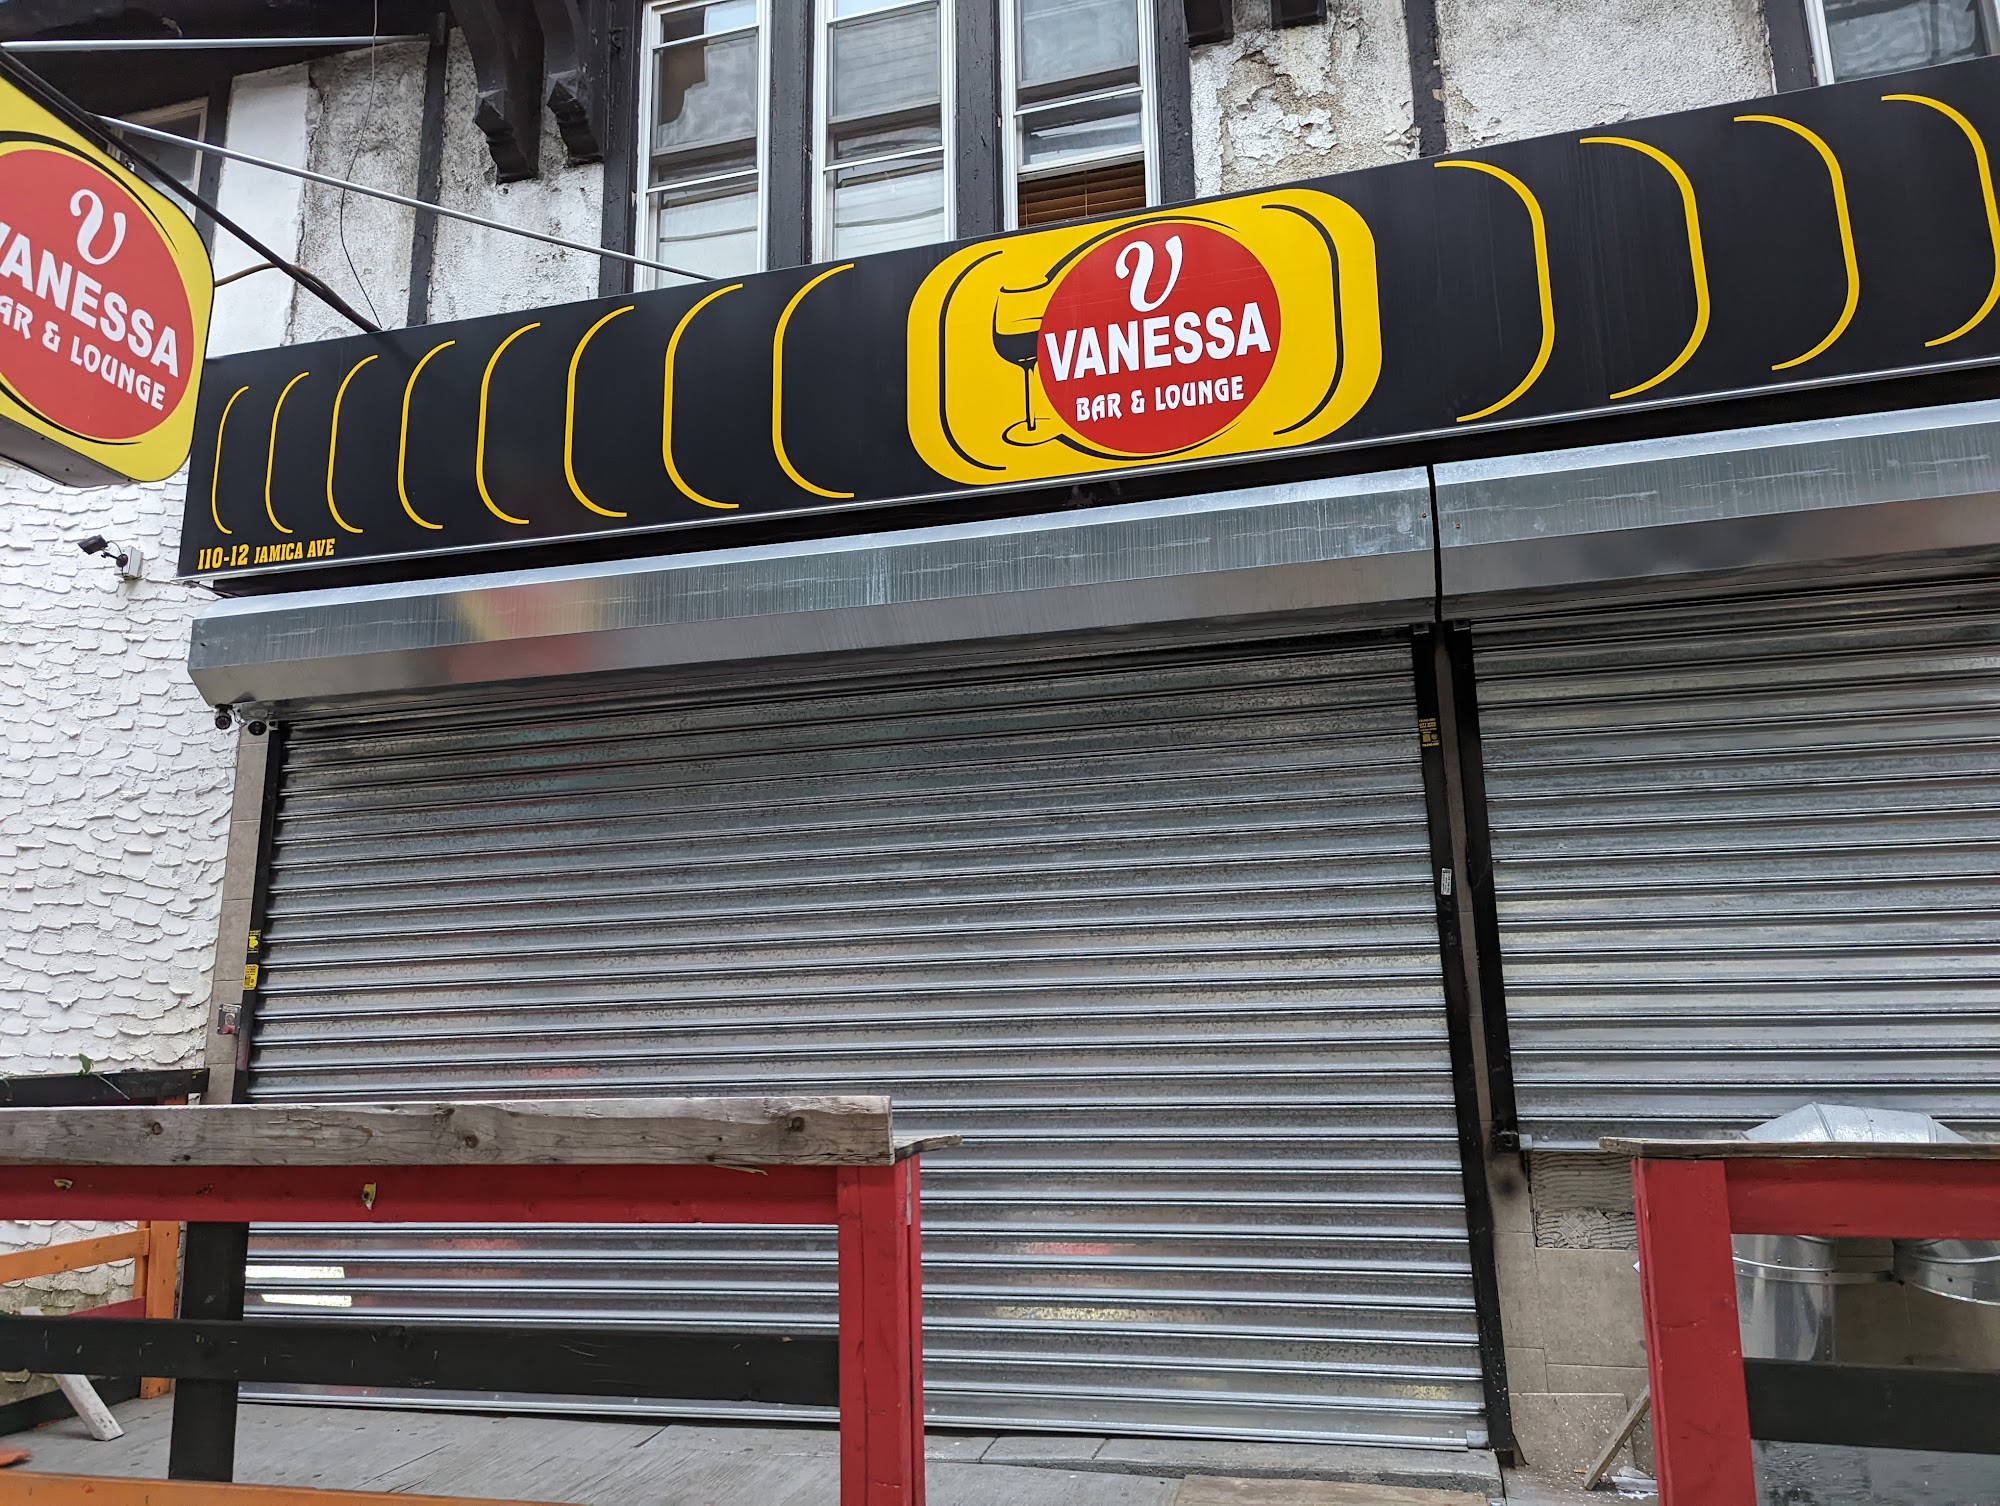 V
VANESSA
BAR & LOUNGE
V
VANESSA
BAR & LOUNGE
110-12 JAMICA AVE